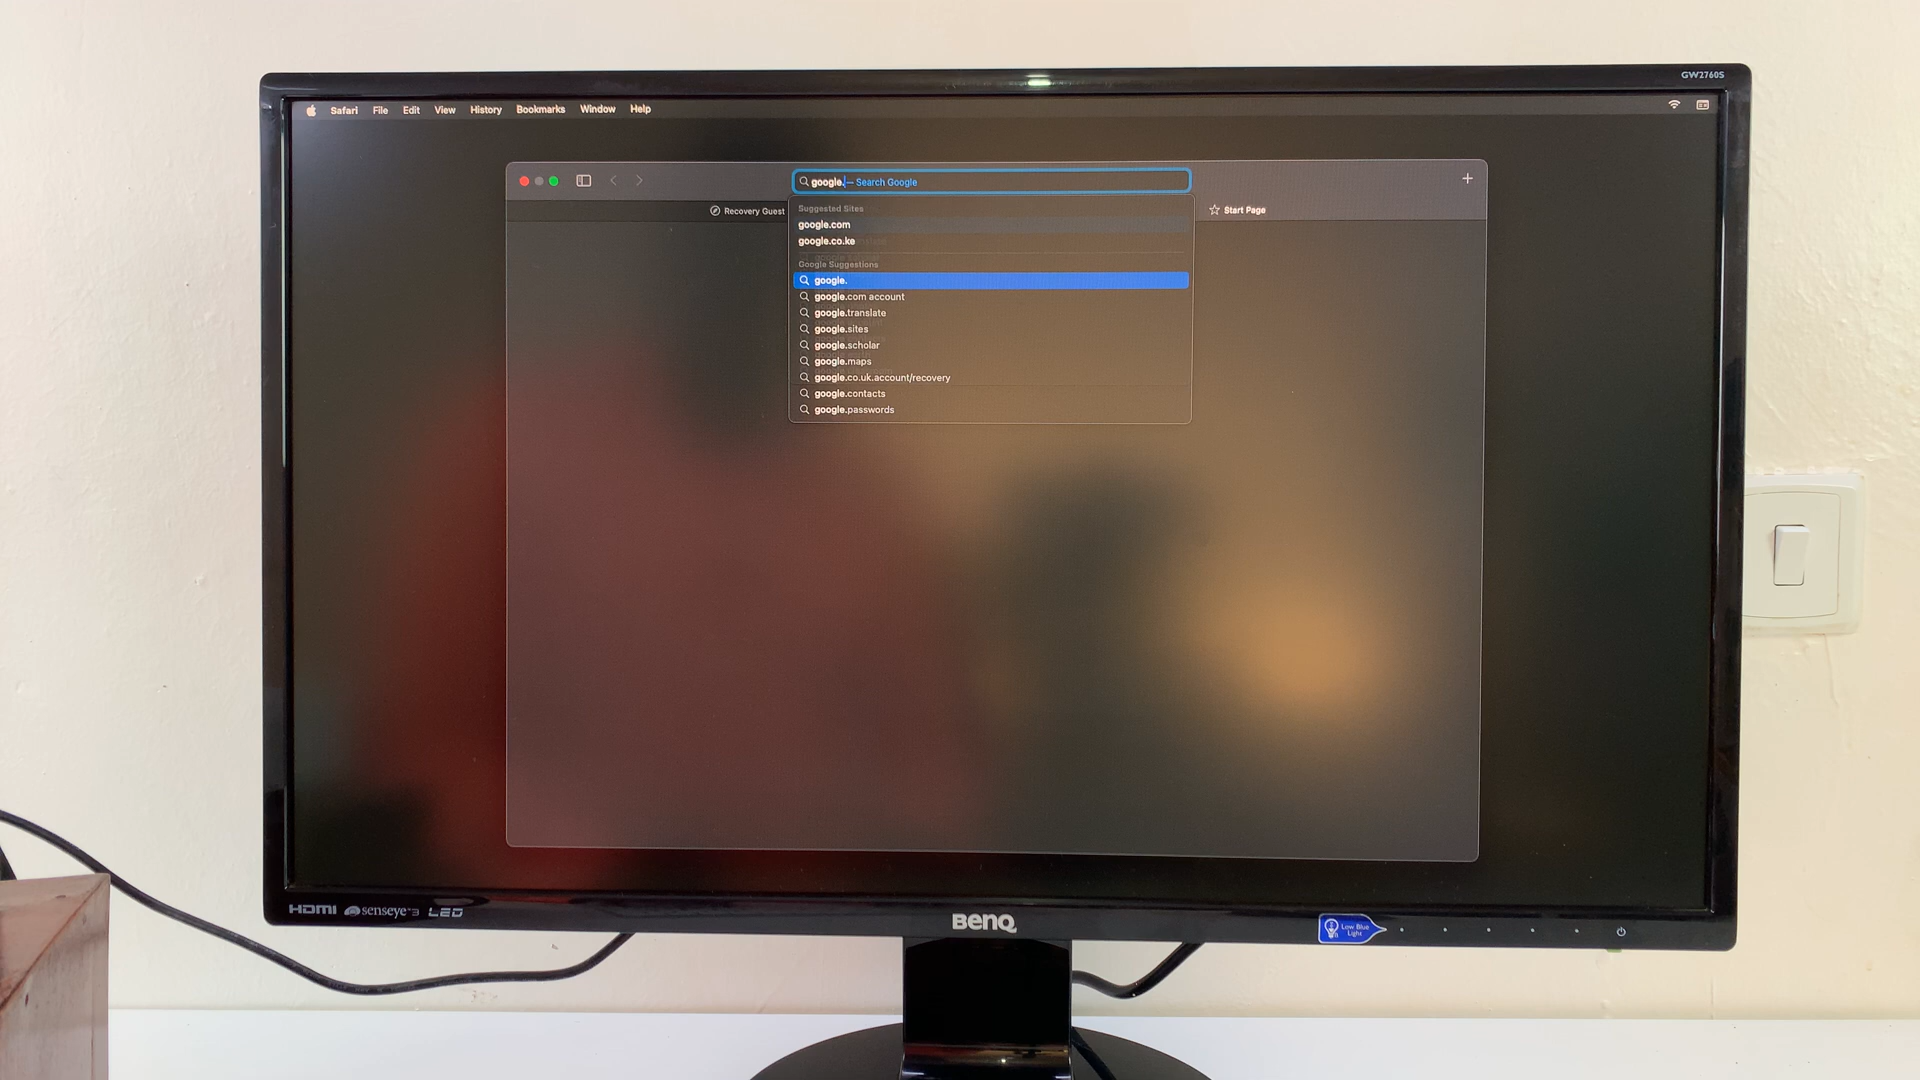 GW2760S
Safari File Edit View History Bookmarks Window Help
google. — Search Google
Recovery Guest
Start Page
Suggested Sites
google.com
google.co.ke
Google Suggestions
google.
google.com account
google.translate
google.sites
google.scholar
google.maps
google.co.uk.account/recovery
google.contacts
google.passwords
HDMI senseye 3 LED
BenQ
Low Blue
Light